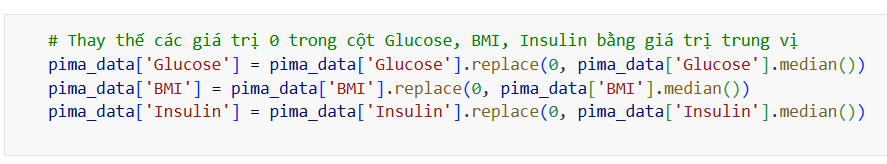 # Thay thế các giá trị 0 trong cột Glucose, BMI, Insulin bằng giá trị trung vị
pima_data['Glucose'] = pima_data['Glucose'].replace(0, pima_data['Glucose'].median())
pima_data['BMI'] = pima_data['BMI'].replace(0, pima_data['BMI'].median())
pima_data['Insulin'] = pima_data['Insulin'].replace(0, pima_data['Insulin'].median())